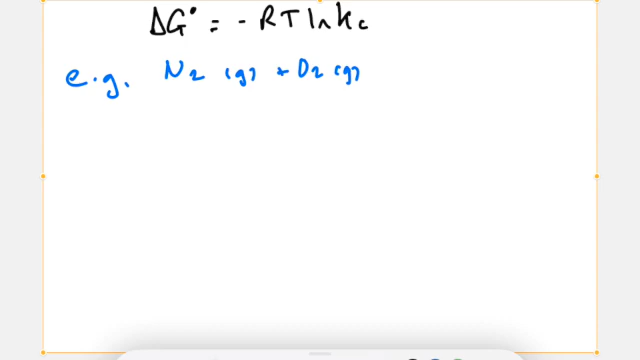 ΔG° = - RT ln Kc
e.g. N2 (g) + O2 (g)